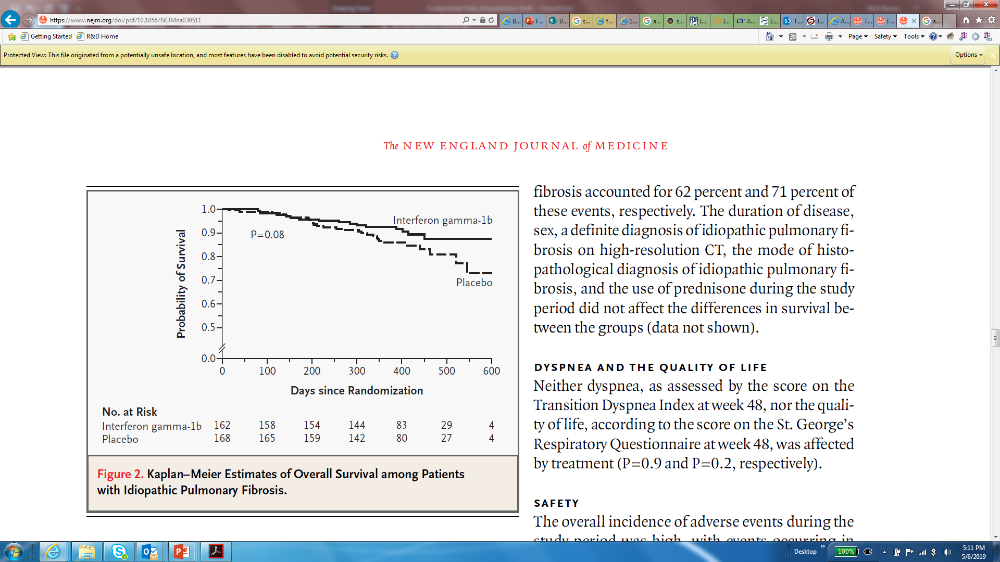 https://www.nejm.org/doi/pdf/10.1056/NEJMoa030511
B...
F...
B...
s...
f...
1...
a...
s...
I...
I...
CT A...
E...
T...
J...
A...
T...
F...
a...
Getting Started
R&D Home
Page
Safety
Tools
Protected View: This file originated from a potentially unsafe location, and most features have been disabled to avoid potential security risks.
Options
The NEW ENGLAND JOURNAL of MEDICINE
1.0
0.9
0.8
0.7
0.6
0.5
0.0
Probability of Survival
Interferon gamma-1b
P=0.08
Placebo
0 100 200 300 400 500 600
Days since Randomization
No. at Risk
Interferon gamma-1b 162 158 154 144 83 29 4
Placebo 168 165 159 142 80 27 4
Figure 2. Kaplan–Meier Estimates of Overall Survival among Patients
with Idiopathic Pulmonary Fibrosis.
fibrosis accounted for 62 percent and 71 percent of
these events, respectively. The duration of disease,
sex, a definite diagnosis of idiopathic pulmonary fi-
brosis on high-resolution CT, the mode of histo-
pathological diagnosis of idiopathic pulmonary fi-
brosis, and the use of prednisone during the study
period did not affect the differences in survival be-
tween the groups (data not shown).
DYSPNEA AND THE QUALITY OF LIFE
Neither dyspnea, as assessed by the score on the
Transition Dyspnea Index at week 48, nor the quali-
ty of life, according to the score on the St. George’s
Respiratory Questionnaire at week 48, was affected
by treatment (P=0.9 and P=0.2, respectively).
SAFETY
The overall incidence of adverse events during the
study period was high, with events occurring in
Desktop
100%
5:11 PM
5/6/2019